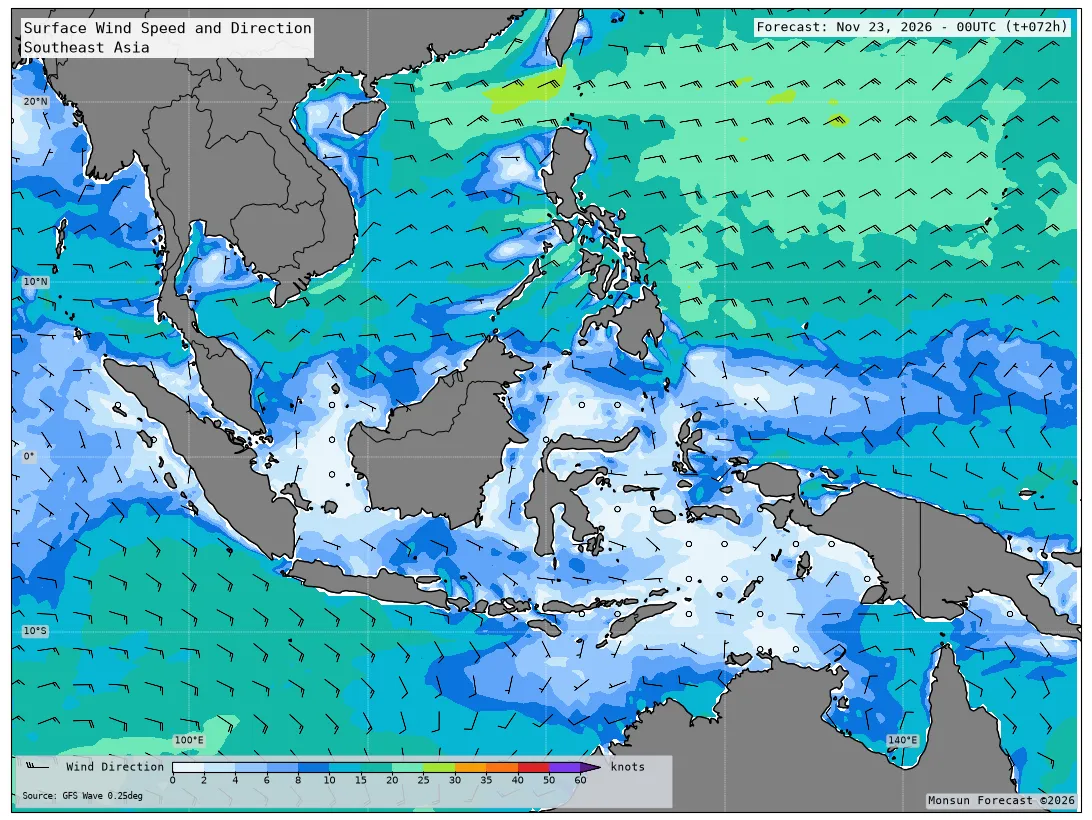 Surface Wind Speed and Direction
Southeast Asia
Forecast: Nov 23, 2026 - 00UTC (t+072h)
20°N
10°N
0°
10°S
100°E
140°E
Wind Direction
0 2 4 6 8 10 15 20 25 30 35 40 50 60
knots
Source: GFS Wave 0.25deg
Monsun Forecast ©2026